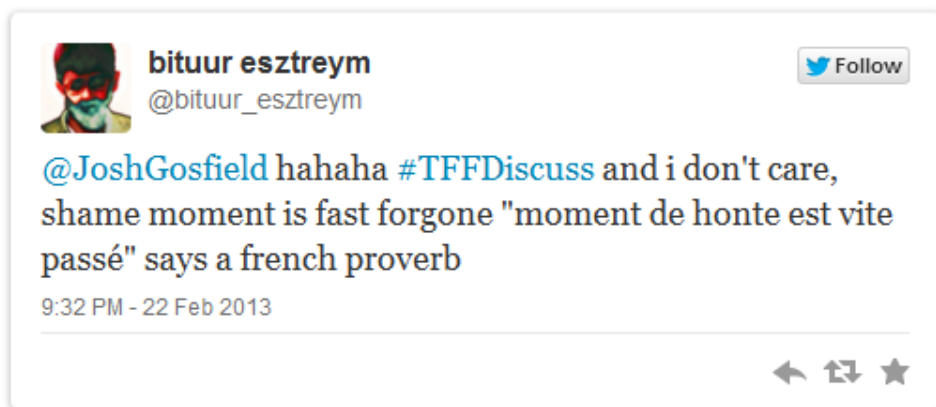 bituur esztreym
Follow
@bituur_esztreym
@JoshGosfield hahaha #TFFDiscuss and i don't care,
shame moment is fast forgone "moment de honte est vite
passé" says a french proverb
9:32 PM - 22 Feb 2013